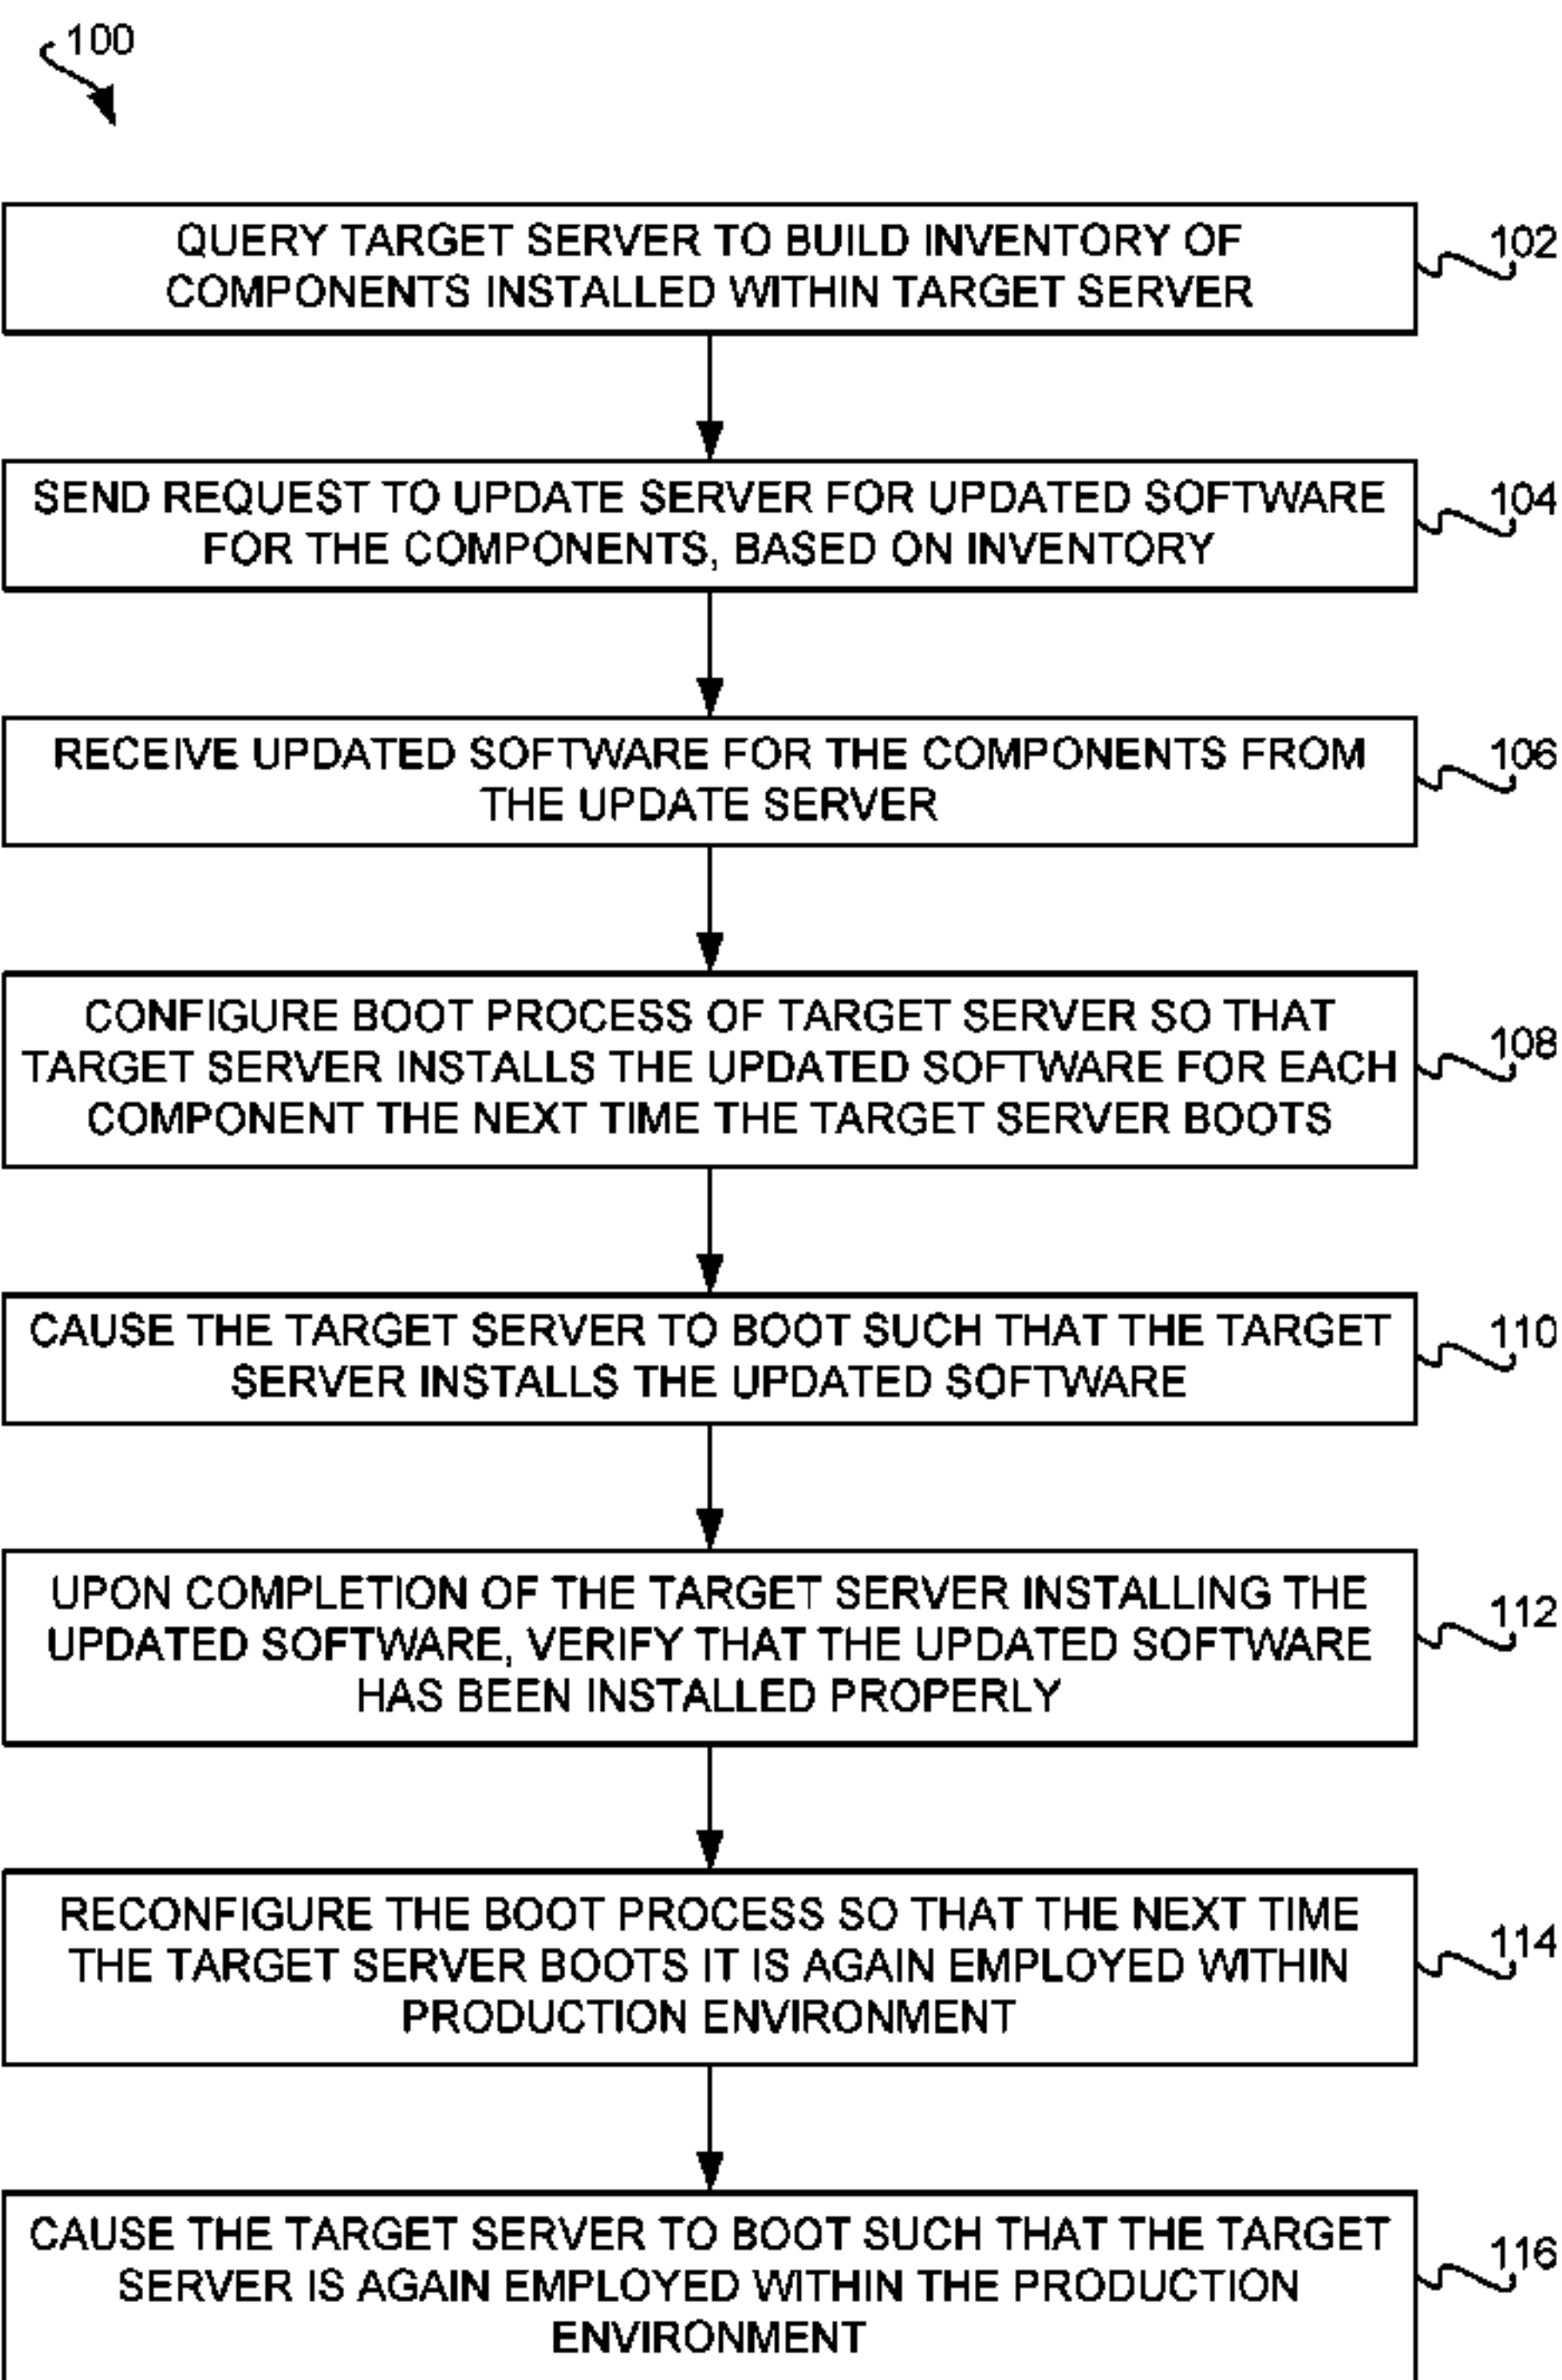 100
QUERY TARGET SERVER TO BUILD INVENTORY OF
COMPONENTS INSTALLED WITHIN TARGET SERVER
102
SEND REQUEST TO UPDATE SERVER FOR UPDATED SOFTWARE
FOR THE COMPONENTS, BASED ON INVENTORY
104
RECEIVE UPDATED SOFTWARE FOR THE COMPONENTS FROM
THE UPDATE SERVER
106
CONFIGURE BOOT PROCESS OF TARGET SERVER SO THAT
TARGET SERVER INSTALLS THE UPDATED SOFTWARE FOR EACH
COMPONENT THE NEXT TIME THE TARGET SERVER BOOTS
108
CAUSE THE TARGET SERVER TO BOOT SUCH THAT THE TARGET
SERVER INSTALLS THE UPDATED SOFTWARE
110
UPON COMPLETION OF THE TARGET SERVER INSTALLING THE
UPDATED SOFTWARE, VERIFY THAT THE UPDATED SOFTWARE
HAS BEEN INSTALLED PROPERLY
112
RECONFIGURE THE BOOT PROCESS SO THAT THE NEXT TIME
THE TARGET SERVER BOOTS IT IS AGAIN EMPLOYED WITHIN
PRODUCTION ENVIRONMENT
114
CAUSE THE TARGET SERVER TO BOOT SUCH THAT THE TARGET
SERVER IS AGAIN EMPLOYED WITHIN THE PRODUCTION
ENVIRONMENT
116